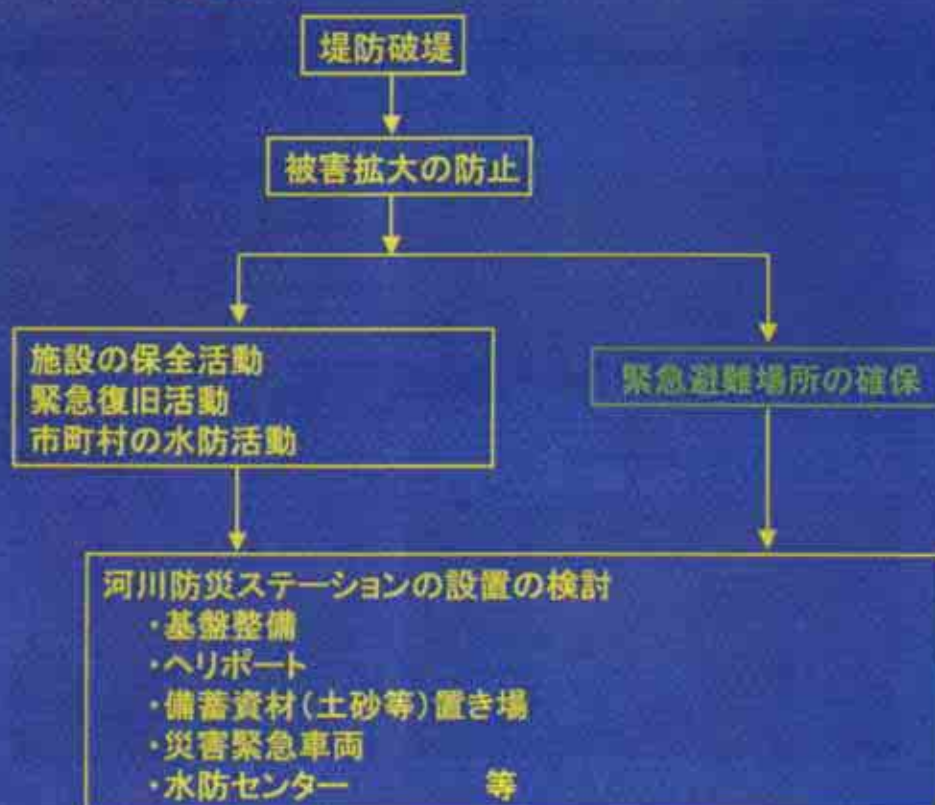 堤防破堤
被害拡大の防止
施設の保全活動
緊急復旧活動
市町村の水防活動
緊急避難場所の確保
河川防災ステーションの設置の検討
・基盤整備
・ヘリポート
・備蓄資材(土砂等)置き場
・災害緊急車両
・水防センター 等